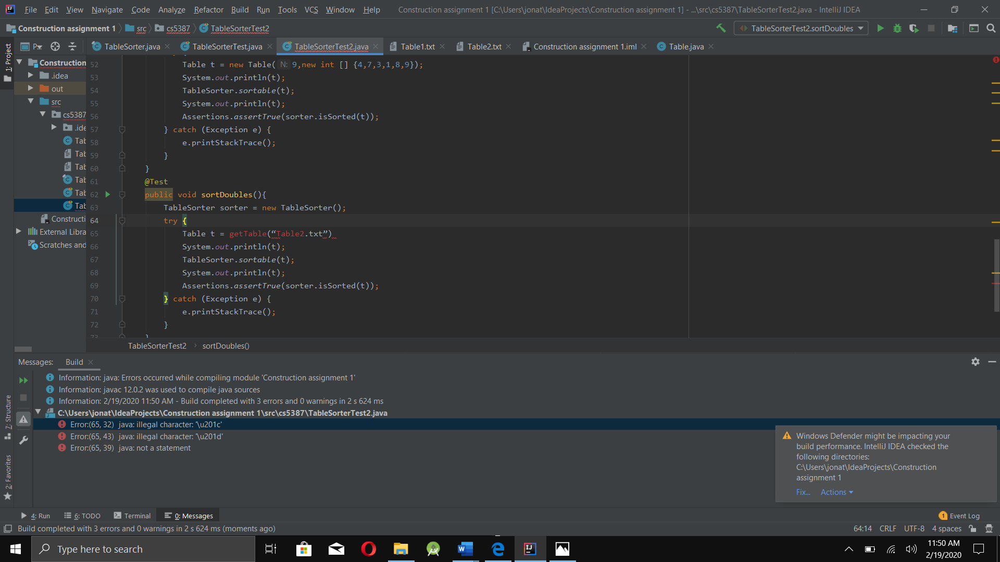 File Edit View Navigate Code Analyze Refactor Build Run Tools VCS Window Help Construction assignment 1 [C:\Users\jonat\IdeaProjects\Construction assignment 1] - ...\src\cs5387\TableSorterTest2.java - IntelliJ IDEA
Construction assignment 1 src cs5387 TableSorterTest2 TableSorterTest2.sortDoubles
1: Project
P... TableSorter.java TableSorterTest.java TableSorterTest2.java Table1.txt Table2.txt Construction assignment 1.iml Table.java
Construction
.idea
out
src
cs5387
.ide
Tab
Tab
Tab
Tab
Tab
Tab
Constructi
External Libra
Scratches and
52 Table t = new Table( N: 9,new int [] {4,7,3,1,8,9});
53 System.out.println(t);
54 TableSorter.sortable(t);
55 System.out.println(t);
56 Assertions.assertTrue(sorter.isSorted(t));
57 } catch (Exception e) {
58 e.printStackTrace();
59 }
60 }
61 @Test
62 public void sortDoubles(){
63 TableSorter sorter = new TableSorter();
64 try {
65 Table t = getTable(“Table2.txt”)
66 System.out.println(t);
67 TableSorter.sortable(t);
68 System.out.println(t);
69 Assertions.assertTrue(sorter.isSorted(t));
70 } catch (Exception e) {
71 e.printStackTrace();
72 }
73 }
TableSorterTest2 › sortDoubles()
Messages: Build
7: Structure
2: Favorites
Information: java: Errors occurred while compiling module 'Construction assignment 1'
Information: javac 12.0.2 was used to compile java sources
Information: 2/19/2020 11:50 AM - Build completed with 3 errors and 0 warnings in 2 s 624 ms
C:\Users\jonat\IdeaProjects\Construction assignment 1\src\cs5387\TableSorterTest2.java
Error:(65, 32) java: illegal character: '\u201c'
Error:(65, 43) java: illegal character: '\u201d'
Error:(65, 39) java: not a statement
Windows Defender might be impacting your
build performance. IntelliJ IDEA checked the
following directories:
C:\Users\jonat\IdeaProjects\Construction
assignment 1
Fix... Actions
4: Run 6: TODO Terminal 0: Messages 1 Event Log
Build completed with 3 errors and 0 warnings in 2 s 624 ms (moments ago) 64:14 CRLF UTF-8 4 spaces
Type here to search
11:50 AM
2/19/2020